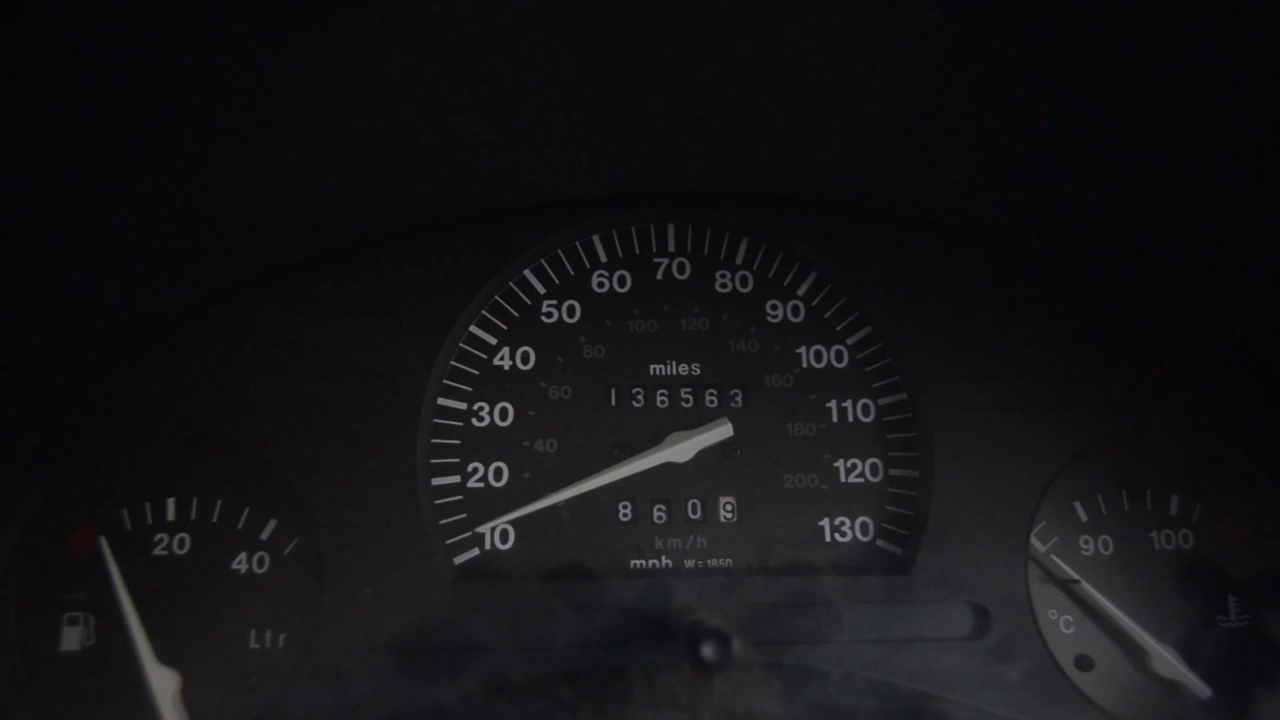 10 20 30 40 50 60 70 80 90 100 110 120 130
40 60 80 100 120 140 160 180 200
miles
136563
8609
km/h
mph W=1850
20 40
Ltr
90 100
°C